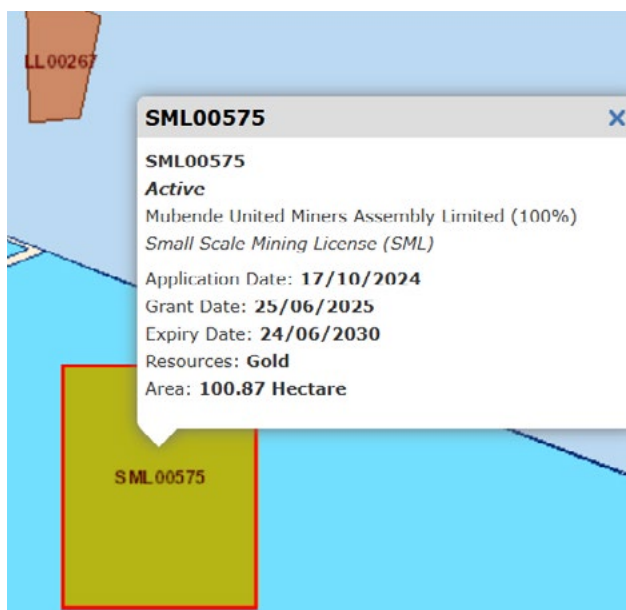 LL00267
SML00575
SML00575
Active
Mubende United Miners Assembly Limited (100%)
Small Scale Mining License (SML)
Application Date: 17/10/2024
Grant Date: 25/06/2025
Expiry Date: 24/06/2030
Resources: Gold
Area: 100.87 Hectare
SML00575